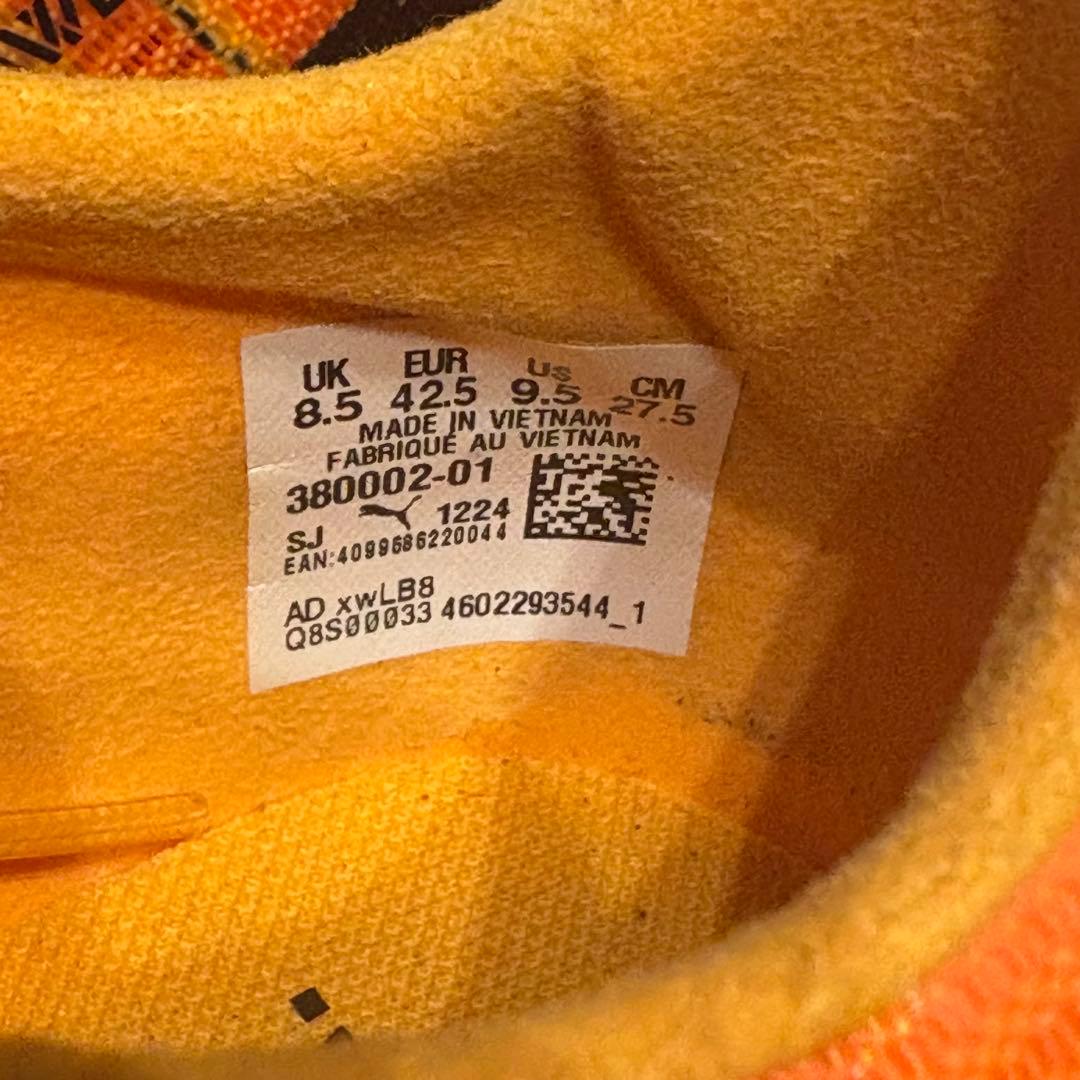 UK EUR US CM
8.5 42.5 9.5 27.5
MADE IN VIETNAM
FABRIQUÉ AU VIETNAM
380002-01
SJ 1224
EAN:4099686220044
AD xwLB8
Q8S00033 4602293544_1